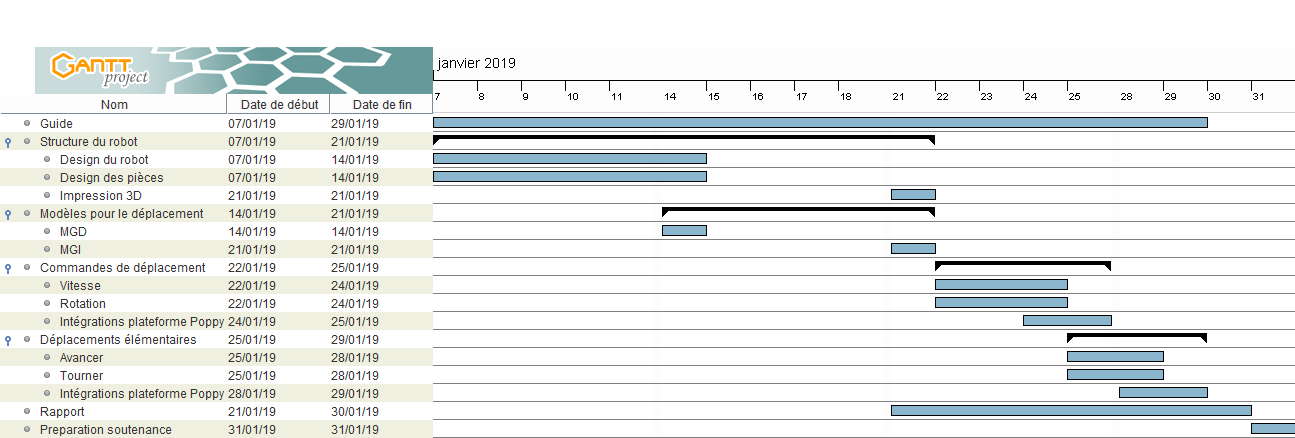 GANTT
project
janvier 2019
7 8 9 10 11 14 15 16 17 18 21 22 23 24 25 28 29 30 31
Nom Date de début Date de fin
Guide 07/01/19 29/01/19
Structure du robot 07/01/19 21/01/19
Design du robot 07/01/19 14/01/19
Design des pièces 07/01/19 14/01/19
Impression 3D 21/01/19 21/01/19
Modèles pour le déplacement 14/01/19 21/01/19
MGD 14/01/19 14/01/19
MGI 21/01/19 21/01/19
Commandes de déplacement 22/01/19 25/01/19
Vitesse 22/01/19 24/01/19
Rotation 22/01/19 24/01/19
Intégrations plateforme Poppy 24/01/19 25/01/19
Déplacements élémentaires 25/01/19 29/01/19
Avancer 25/01/19 28/01/19
Tourner 25/01/19 28/01/19
Intégrations plateforme Poppy 28/01/19 29/01/19
Rapport 21/01/19 30/01/19
Preparation soutenance 31/01/19 31/01/19